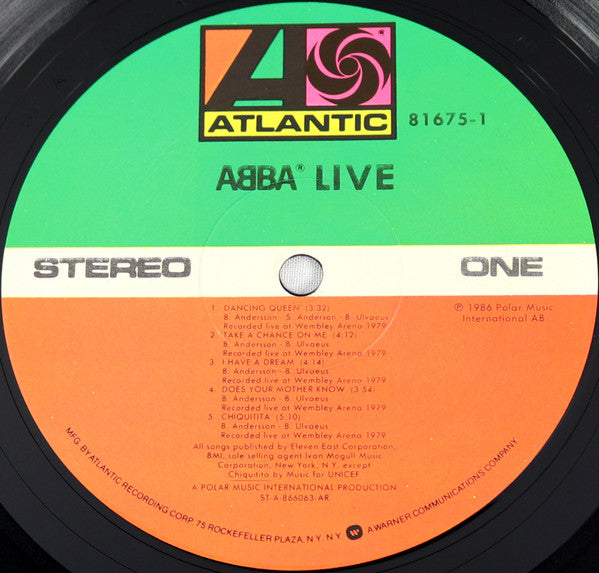 ATLANTIC
81675-1
ABBA® LIVE
STEREO
ONE
1. DANCING QUEEN (3:32)
B. Andersson - S. Anderson - B. Ulvaeus
Recorded live at Wembley Arena 1979
2. TAKE A CHANCE ON ME (4:12)
B. Andersson - B. Ulvaeus
Recorded live at Wembley Arena 1979
3. I HAVE A DREAM (4:14)
B. Andersson - B. Ulvaeus
Recorded live at Wembley Arena 1979
4. DOES YOUR MOTHER KNOW (3:54)
B. Andersson - B. Ulvaeus
Recorded live at Wembley Arena 1979
5. CHIQUITITA (5:10)
B. Andersson - B. Ulvaeus
Recorded live at Wembley Arena 1979
℗ 1986 Polar Music
International AB
All songs published by Eleven East Corporation,
BMI, sole selling agent Ivan Mogull Music
Corporation, New York, N.Y., except
Chiquitita by Music for UNICEF
A POLAR MUSIC INTERNATIONAL PRODUCTION
ST-A-866063-AR
MFG. BY ATLANTIC RECORDING CORP. 75 ROCKEFELLER PLAZA, N.Y. N.Y. A WARNER COMMUNICATIONS COMPANY